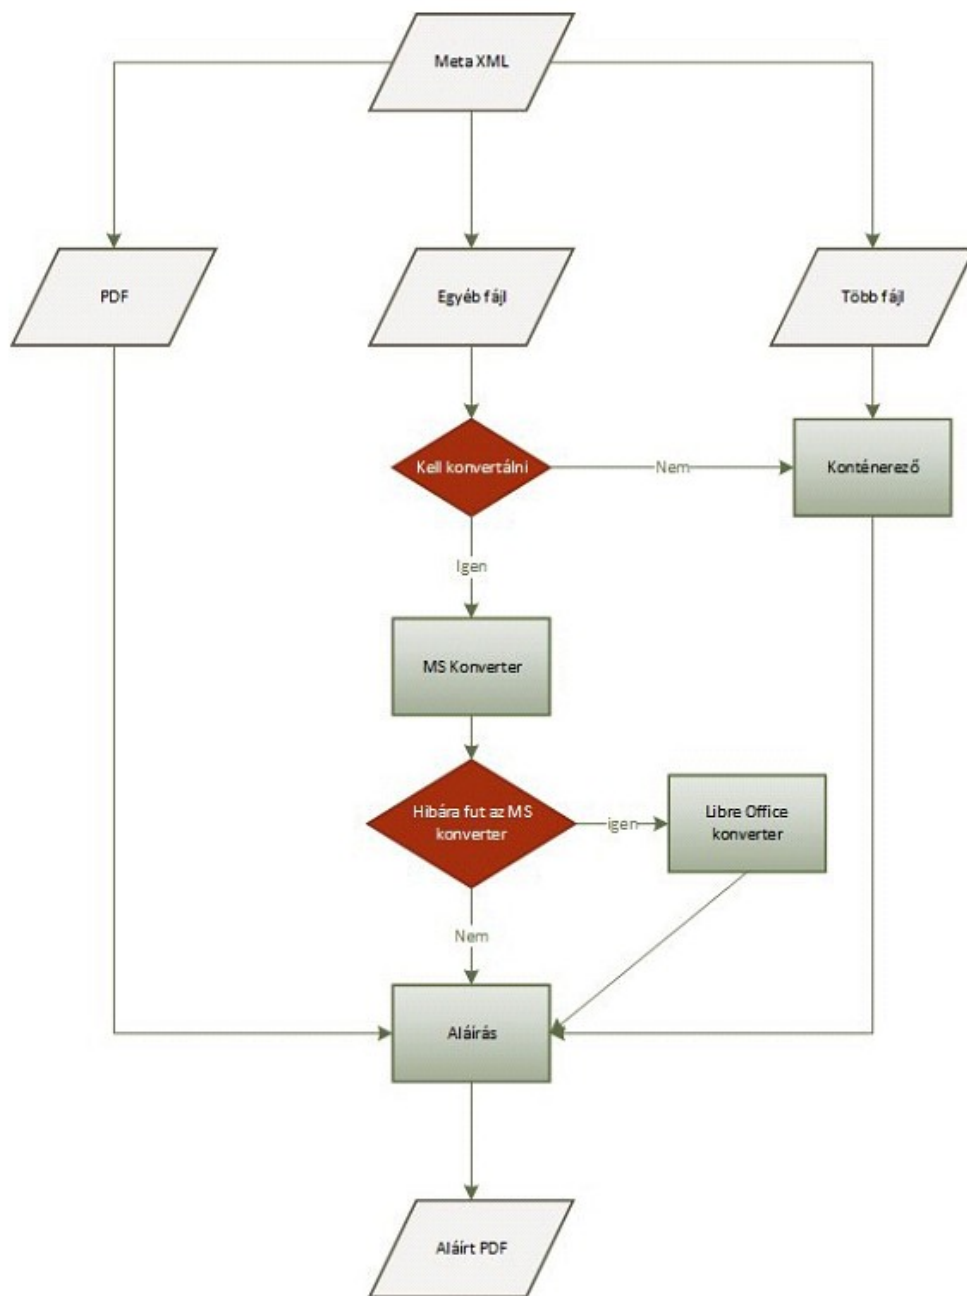 Meta XML
PDF
Egyéb fájl
Több fájl
Kell konvertálni
Nem
Konténerező
Igen
MS Konverter
Hibára fut az MS
konverter
igen
Libre Office
konverter
Nem
Aláírás
Aláírt PDF